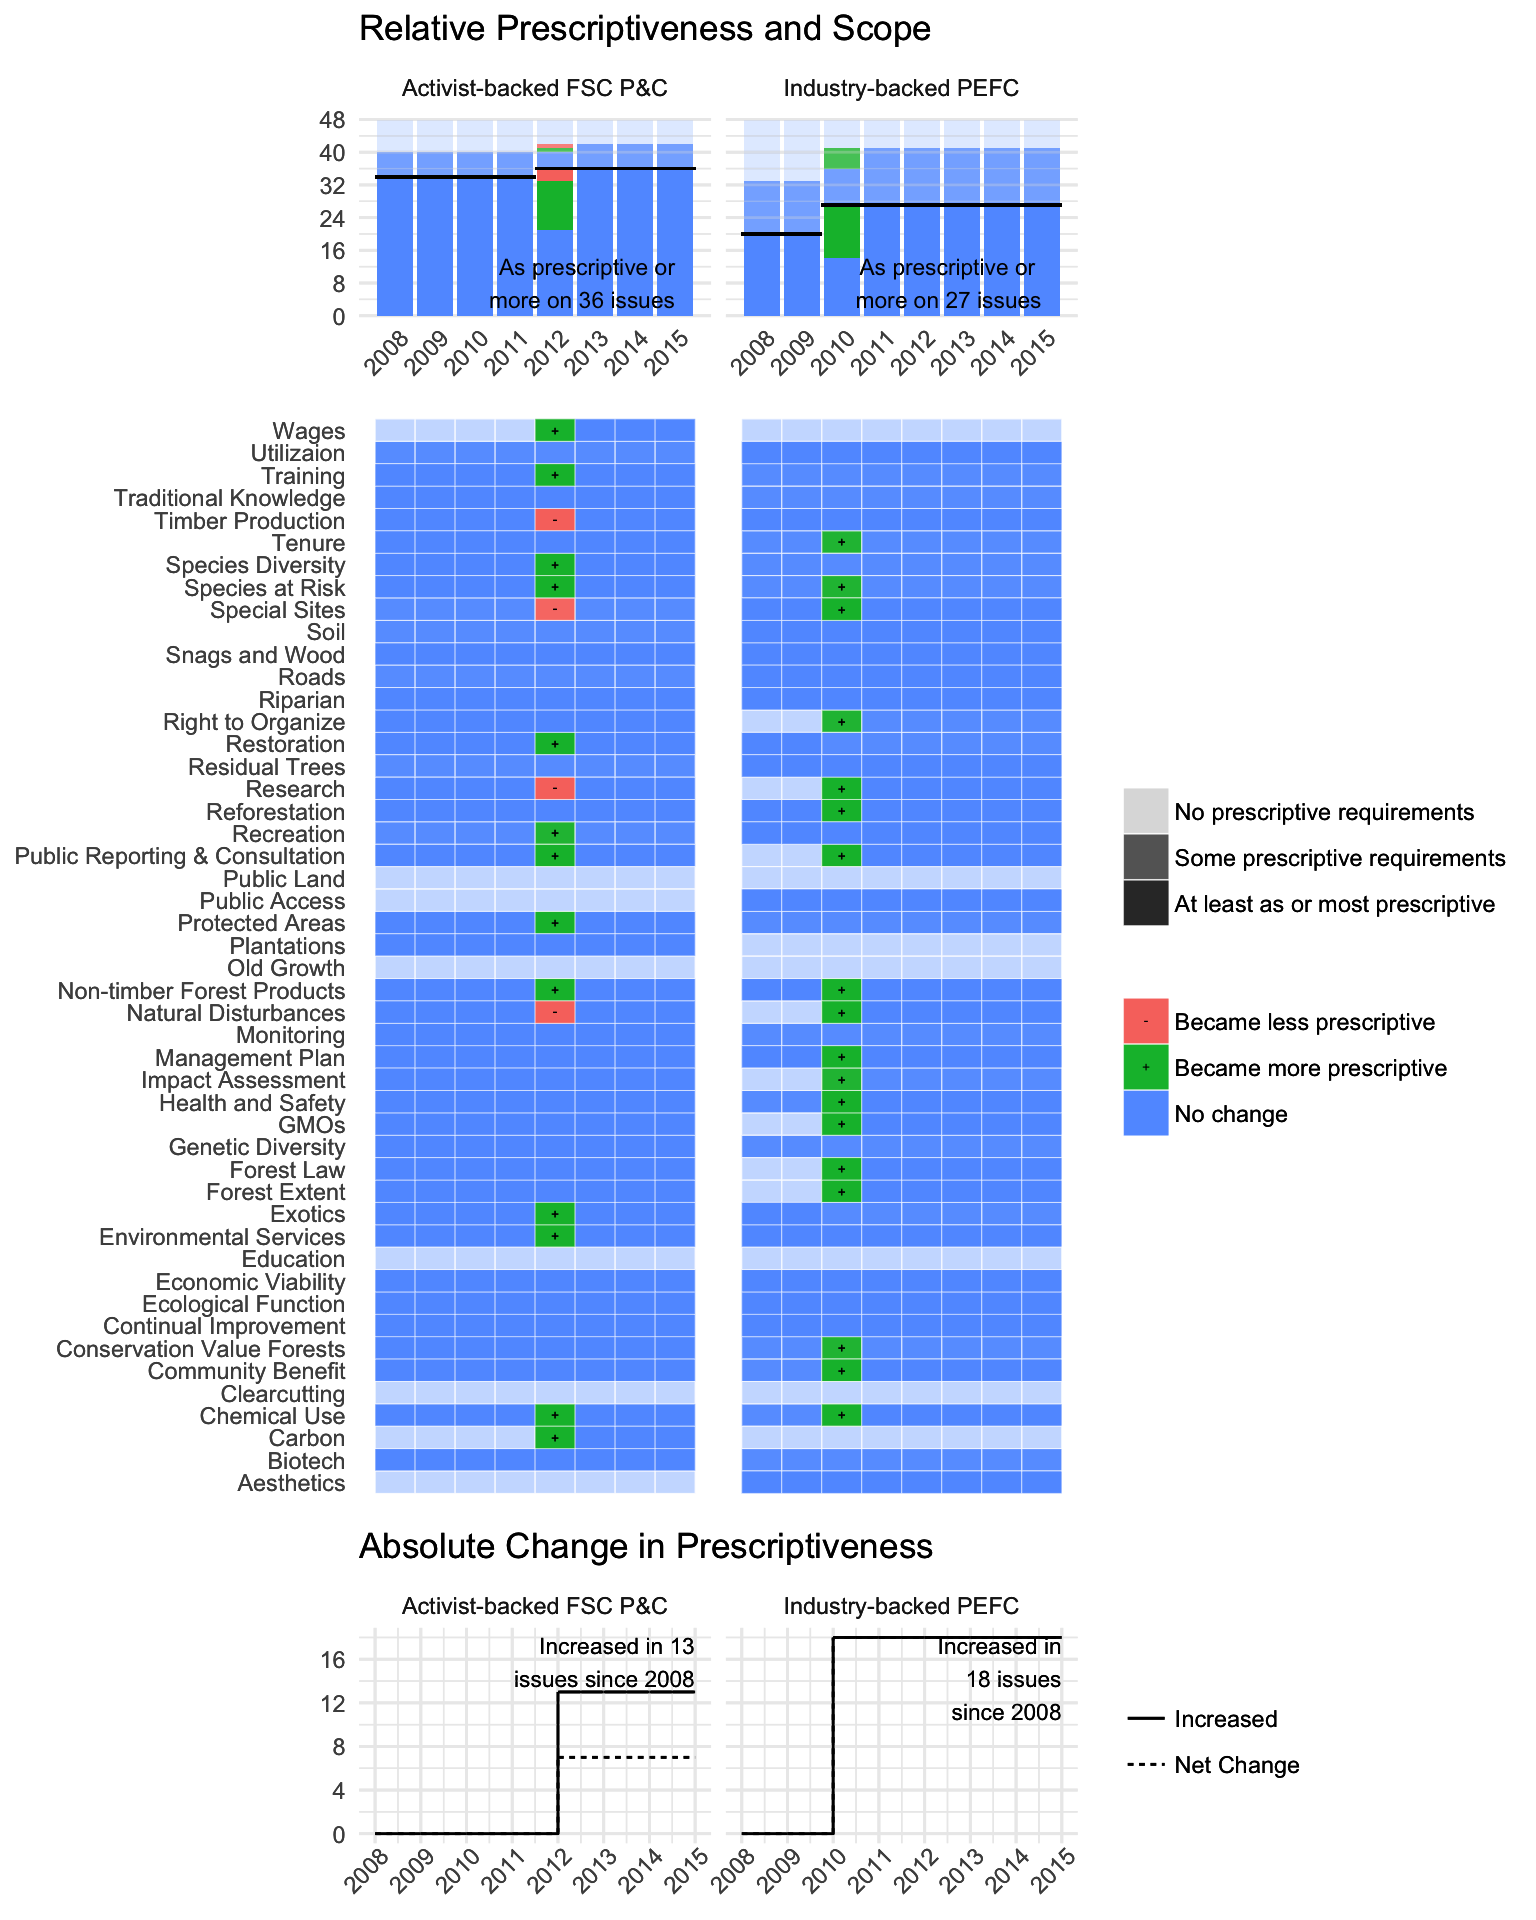 Relative Prescriptiveness and Scope
Activist-backed FSC P&C
Industry-backed PEFC
48
40
32
24
16
8
0
As prescriptive or
more on 36 issues
As prescriptive or
more on 27 issues
2008 2009 2010 2011 2012 2013 2014 2015
2008 2009 2010 2011 2012 2013 2014 2015
Wages +
Utilizaion
Training +
Traditional Knowledge
Timber Production -
Tenure +
Species Diversity +
Species at Risk + +
Special Sites - +
Soil
Snags and Wood
Roads
Riparian
Right to Organize +
Restoration +
Residual Trees
Research - +
Reforestation +
Recreation +
Public Reporting & Consultation + +
Public Land
Public Access
Protected Areas +
Plantations
Old Growth
Non-timber Forest Products + +
Natural Disturbances - +
Monitoring
Management Plan +
Impact Assessment +
Health and Safety +
GMOs +
Genetic Diversity
Forest Law +
Forest Extent +
Exotics +
Environmental Services +
Education
Economic Viability
Ecological Function
Continual Improvement
Conservation Value Forests +
Community Benefit +
Clearcutting
Chemical Use + +
Carbon +
Biotech
Aesthetics
No prescriptive requirements
Some prescriptive requirements
At least as or most prescriptive
- Became less prescriptive
+ Became more prescriptive
No change
Absolute Change in Prescriptiveness
Activist-backed FSC P&C
Industry-backed PEFC
16
12
8
4
0
Increased in 13
issues since 2008
Increased in
18 issues
since 2008
2008 2009 2010 2011 2012 2013 2014 2015
2008 2009 2010 2011 2012 2013 2014 2015
Increased
Net Change